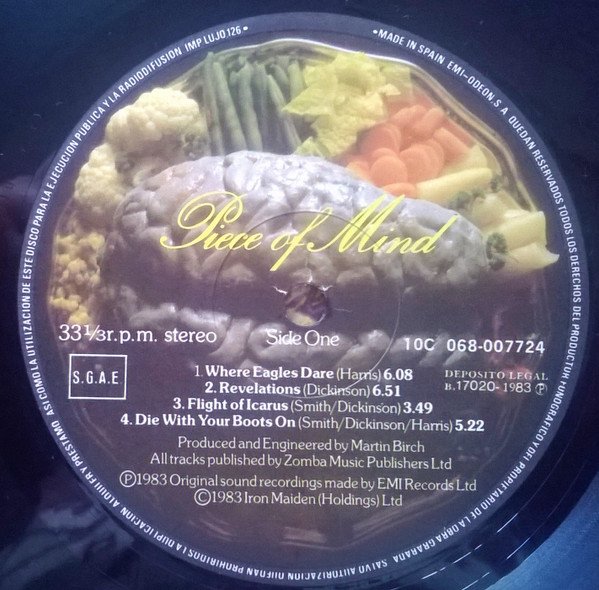 •MADE IN SPAIN EMI-ODEON S A QUEDAN RESERVADOS TODOS LOS DERECHOS DEL PRODUCTOR FONOGRAFICO Y DEL PROPIETARIO DE LA OBRA GRABADA SALVO AUTORIZACION QUEDAN PROHIBIDOS LA DUPLICACION ALQUILER Y PRESTAMO ASI COMO LA UTILIZACION DE ESTE DISCO PARA LA EJECUCION PUBLICA Y LA RADIODIFUSION IMP LUJO,126 •
Piece of Mind
33⅓r.p.m. stereo
Side One
10C 068-007724
S.G.A.E.
DEPOSITO LEGAL
B.17020-1983 Ⓟ
1. Where Eagles Dare (Harris) 6.08
2. Revelations (Dickinson) 6.51
3. Flight of Icarus (Smith/Dickinson) 3.49
4. Die With Your Boots On (Smith/Dickinson/Harris) 5.22
Produced and Engineered by Martin Birch
All tracks published by Zomba Music Publishers Ltd
Ⓟ1983 Original sound recordings made by EMI Records Ltd
©1983 Iron Maiden (Holdings) Ltd